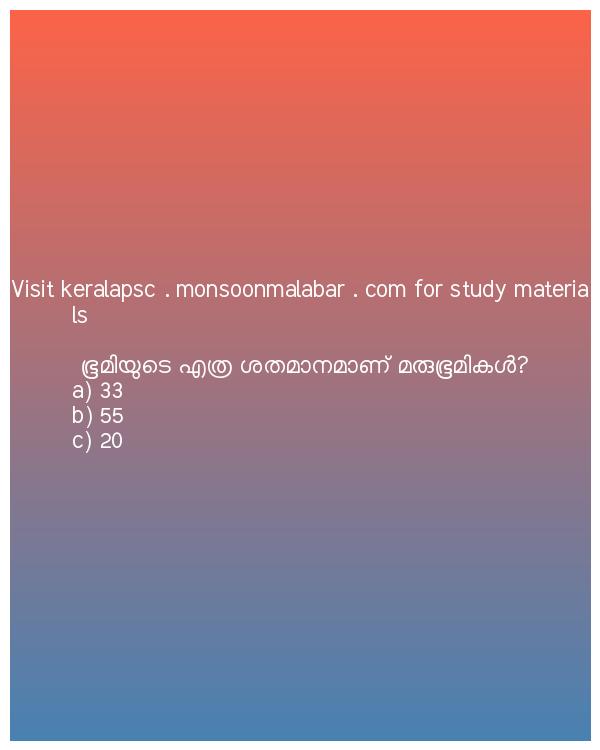 Visit keralapsc . monsoonmalabar . com for study materia
ls
ഭൂമിയുടെ എത്ര ശതമാനമാണ് മരുഭൂമികൾ?
a) 33
b) 55
c) 20